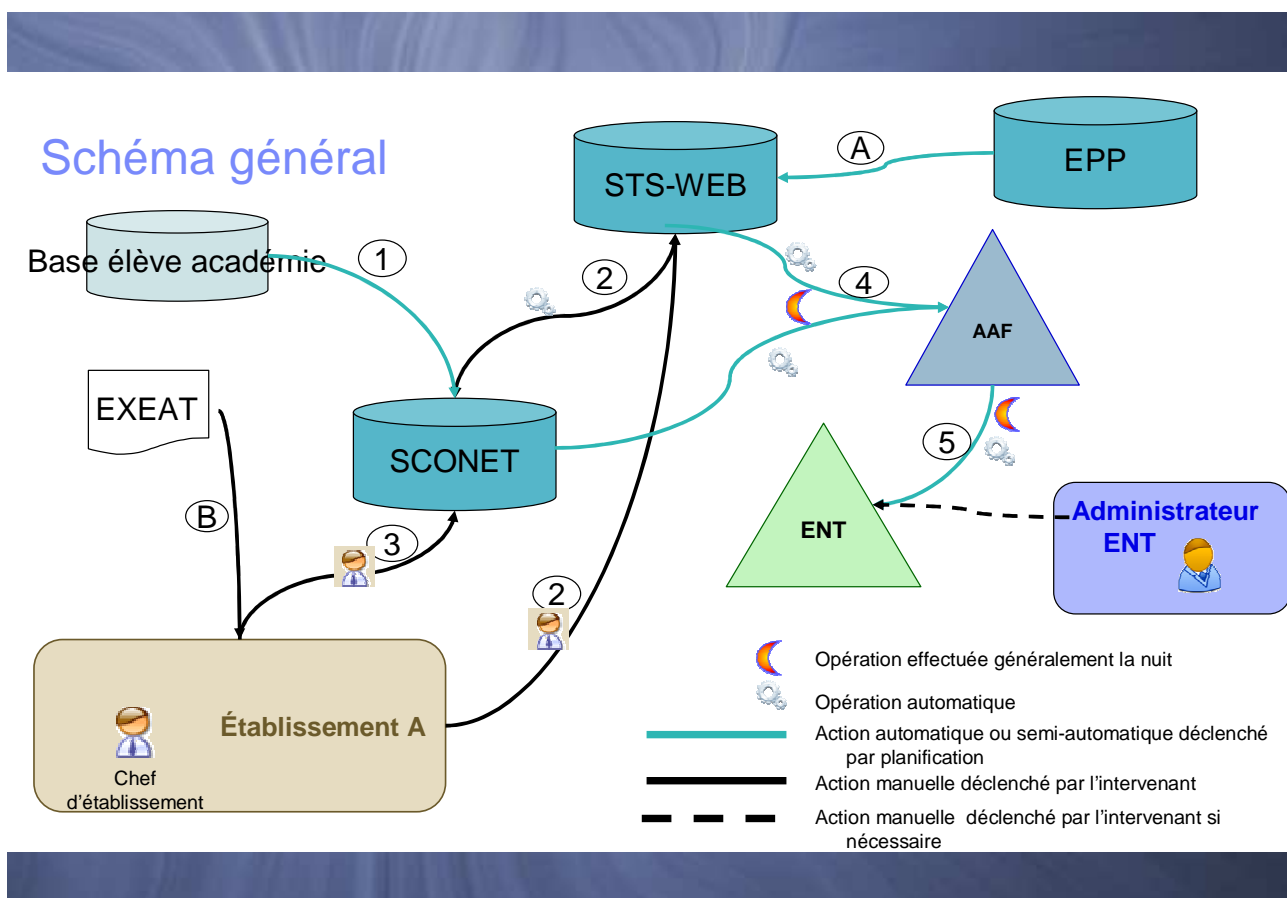 Schéma général
STS-WEB
A
EPP
Base élève académie
1
2
4
AAF
EXEAT
SCONET
5
B
3
ENT
Administrateur
ENT
2
Établissement A
Chef
d’établissement
Opération effectuée généralement la nuit
Opération automatique
Action automatique ou semi-automatique déclenché
par planification
Action manuelle déclenché par l’intervenant
Action manuelle déclenché par l’intervenant si
nécessaire